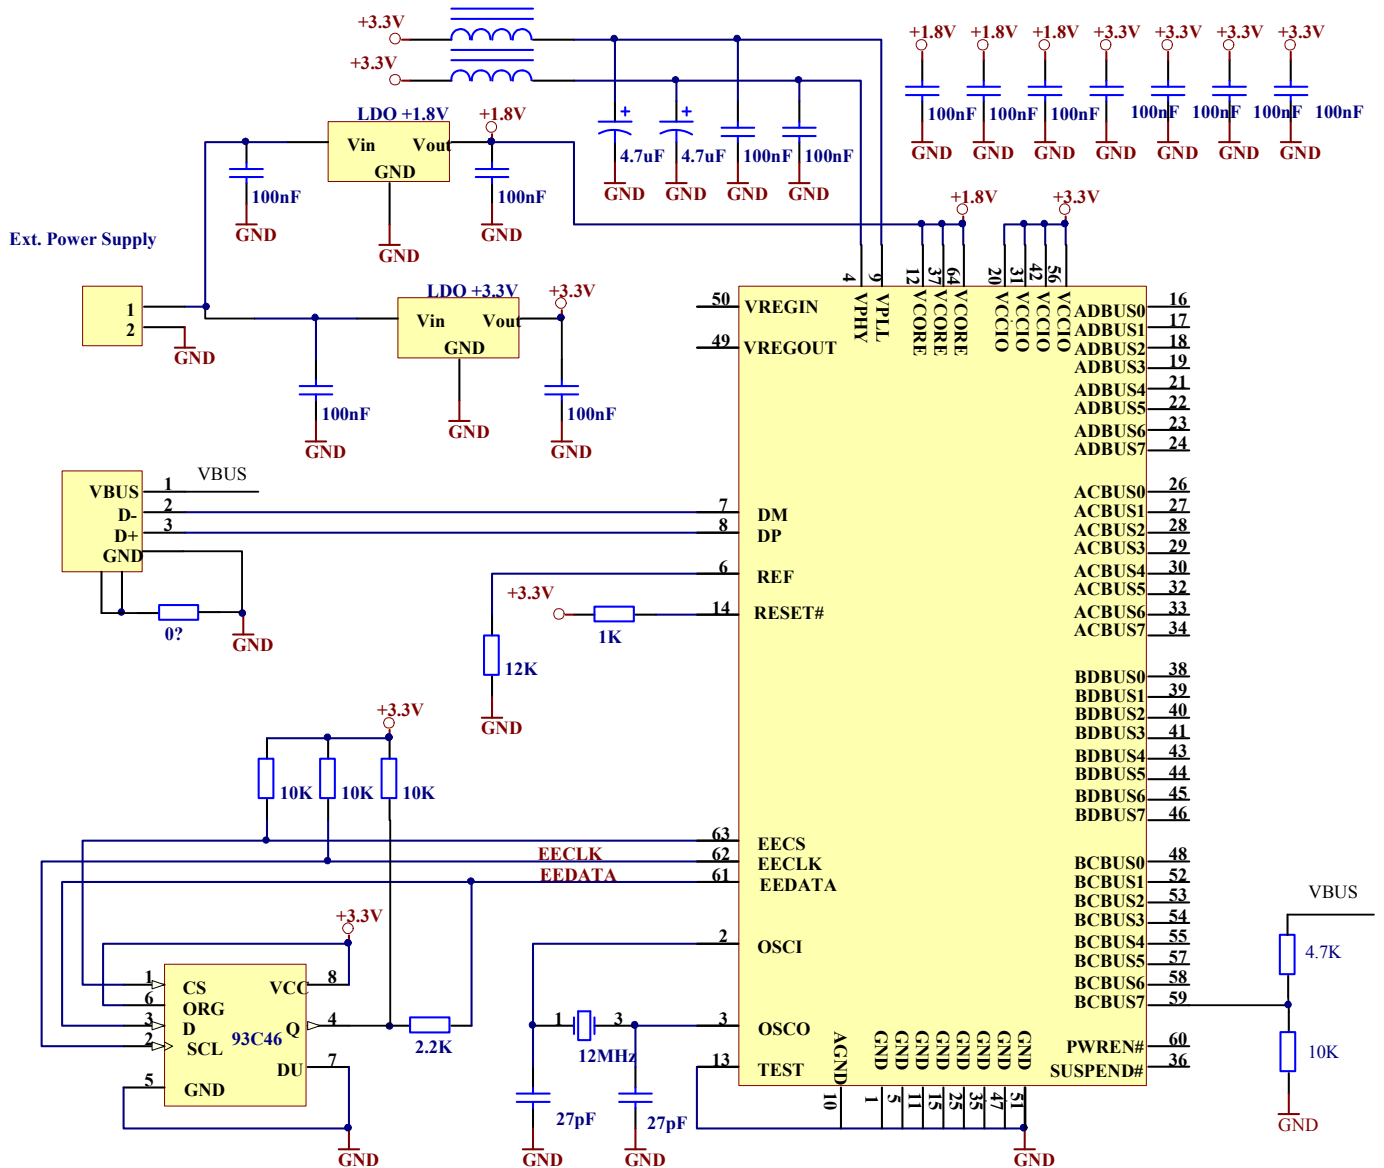 +3.3V
+3.3V
+1.8V +1.8V +1.8V +3.3V +3.3V +3.3V +3.3V
100nF 100nF 100nF 100nF 100nF 100nF 100nF
GND GND GND GND GND GND GND
LDO +1.8V
+1.8V
Vin Vout
GND
4.7uF 4.7uF 100nF 100nF
GND GND GND GND
100nF 100nF
GND GND GND
+1.8V +3.3V
Ext. Power Supply
1
2
GND
LDO +3.3V
+3.3V
Vin Vout
GND
100nF 100nF
GND GND GND
4 9 12 37 64 20 31 42 56
VPHY VPLL VCORE VCORE VCORE VCCIO VCCIO VCCIO VCCIO
50 VREGIN
49 VREGOUT
ADBUS0 16
ADBUS1 17
ADBUS2 18
ADBUS3 19
ADBUS4 21
ADBUS5 22
ADBUS6 23
ADBUS7 24
VBUS 1 VBUS
D- 2
D+ 3
GND
0?
GND
7 DM
8 DP
6 REF
+3.3V
1K
14 RESET#
12K
GND
ACBUS0 26
ACBUS1 27
ACBUS2 28
ACBUS3 29
ACBUS4 30
ACBUS5 32
ACBUS6 33
ACBUS7 34
BDBUS0 38
BDBUS1 39
BDBUS2 40
BDBUS3 41
BDBUS4 43
BDBUS5 44
BDBUS6 45
BDBUS7 46
+3.3V
10K 10K 10K
63 EECS
EECLK 62 EECLK
EEDATA 61 EEDATA
BCBUS0 48
BCBUS1 52
BCBUS2 53
BCBUS3 54
BCBUS4 55
BCBUS5 57
BCBUS6 58
BCBUS7 59
VBUS
4.7K
10K
GND
+3.3V
1 CS VCC 8
6 ORG
3 D Q 4
2 SCL 93C46
DU 7
5 GND
2.2K
GND
2 OSCI
1 3
12MHz
3 OSCO
13 TEST
27pF 27pF
GND GND
AGND GND GND GND GND GND GND GND GND
10 1 5 11 15 25 35 47 51
GND
PWREN# 60
SUSPEND# 36